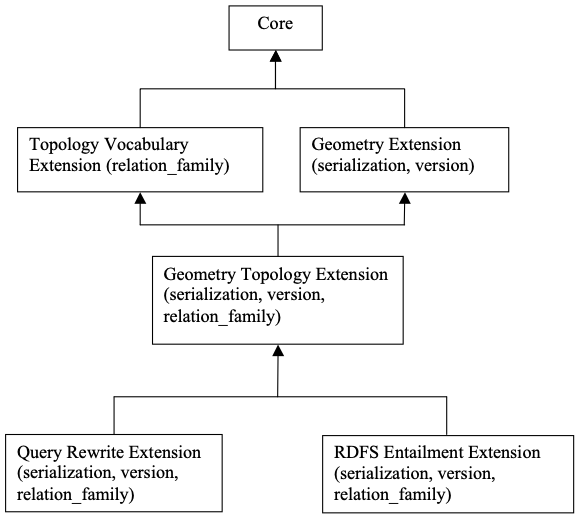 Core
Topology Vocabulary
Extension (relation_family)
Geometry Extension
(serialization, version)
Geometry Topology Extension
(serialization, version,
relation_family)
Query Rewrite Extension
(serialization, version,
relation_family)
RDFS Entailment Extension
(serialization, version,
relation_family)